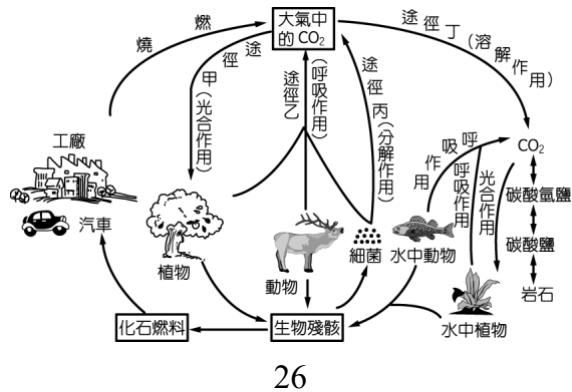 大氣中
的 CO₂
燃燒
途徑甲(光合作用)
途徑乙(呼吸作用)
途徑丙(分解作用)
途徑丁(溶解作用)
工廠
汽車
植物
動物
細菌
水中動物
呼吸作用
呼吸作用
光合作用
CO₂
碳酸氫鹽
碳酸鹽
岩石
水中植物
化石燃料
生物殘骸
26